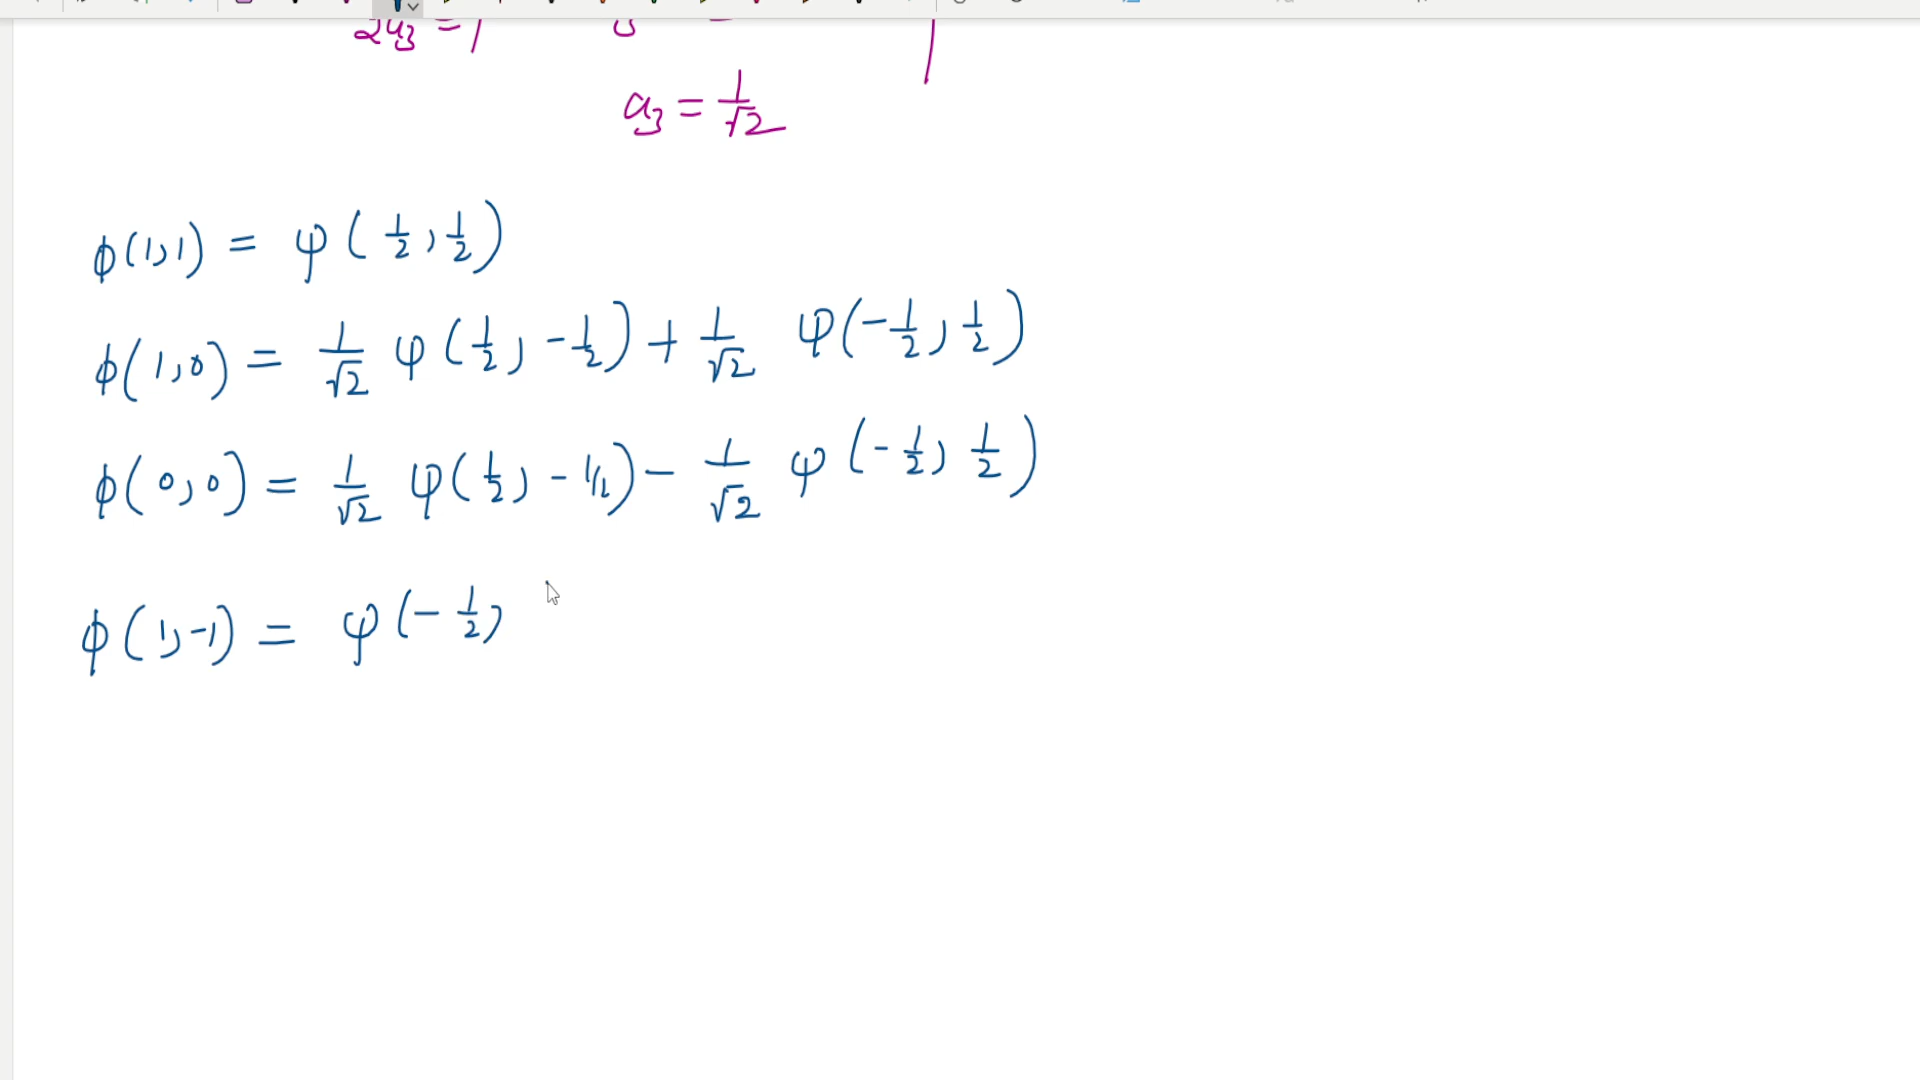 2a₃ = 1
a₃ = 1/√2
ϕ(1,1) = ψ(1/2, 1/2)
ϕ(1,0) = 1/√2 ψ(1/2, -1/2) + 1/√2 ψ(-1/2, 1/2)
ϕ(0,0) = 1/√2 ψ(1/2, -1/2) - 1/√2 ψ(-1/2, 1/2)
ϕ(1,-1) = ψ(-1/2,